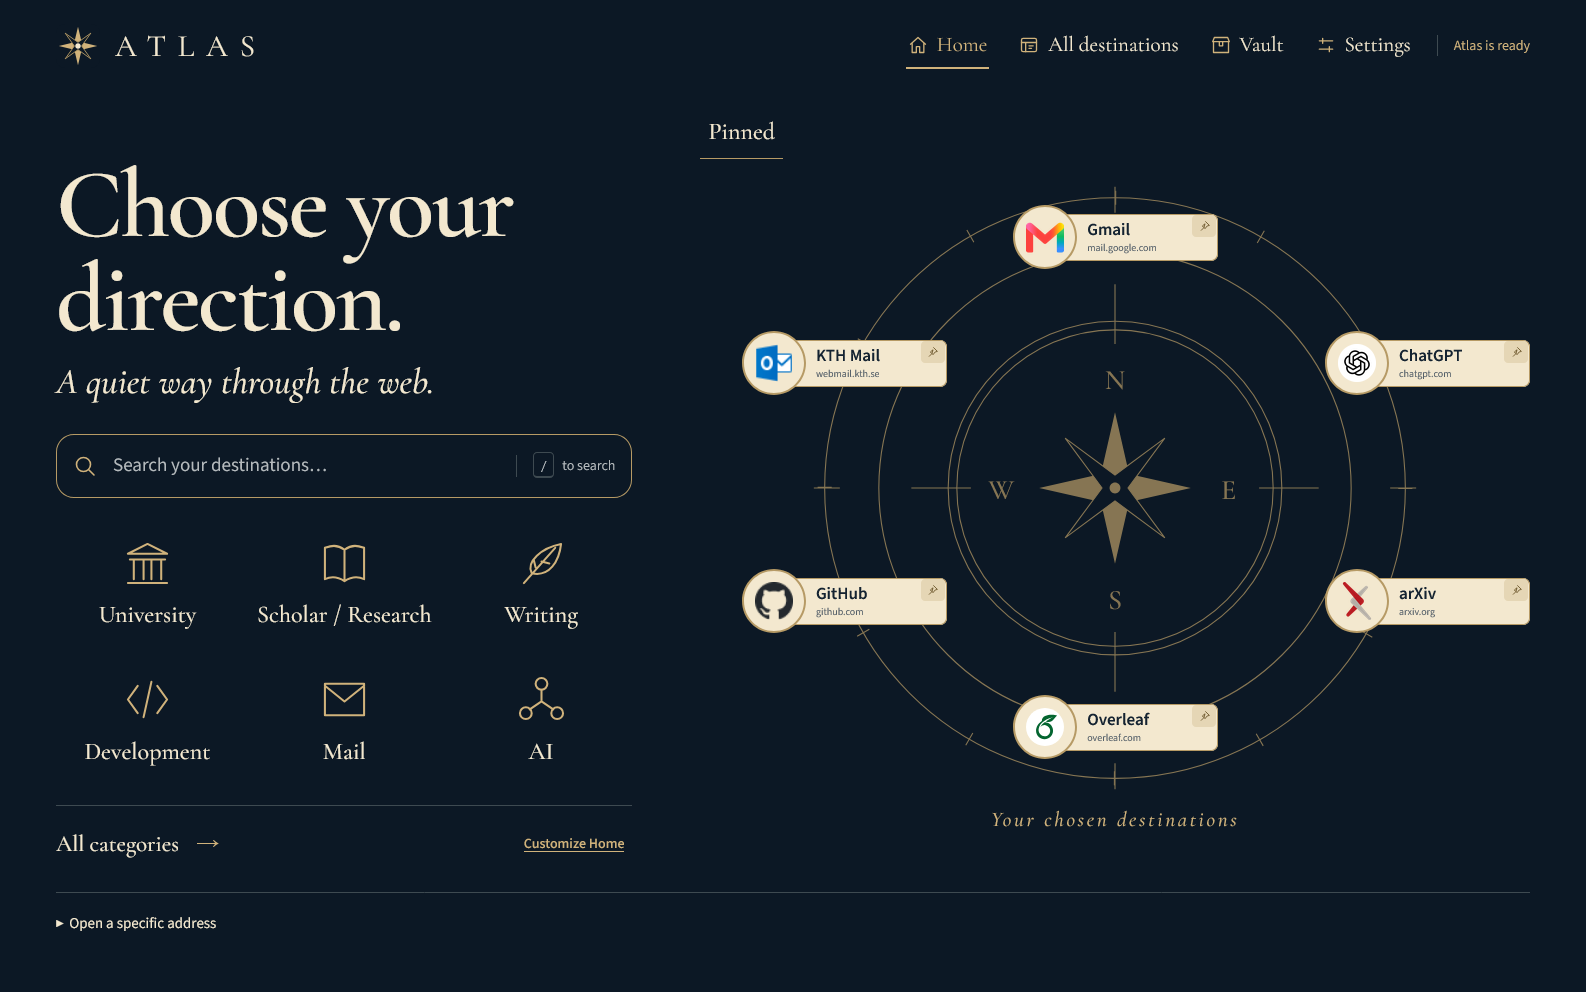 ATLAS
Home
All destinations
Vault
Settings
Atlas is ready
Pinned
Choose your
direction.
A quiet way through the web.
Search your destinations…
/ to search
University
Scholar / Research
Writing
Development
Mail
AI
All categories →
Customize Home
Gmail
mail.google.com
KTH Mail
webmail.kth.se
ChatGPT
chatgpt.com
N
W
E
S
GitHub
github.com
arXiv
arxiv.org
Overleaf
overleaf.com
Your chosen destinations
Open a specific address